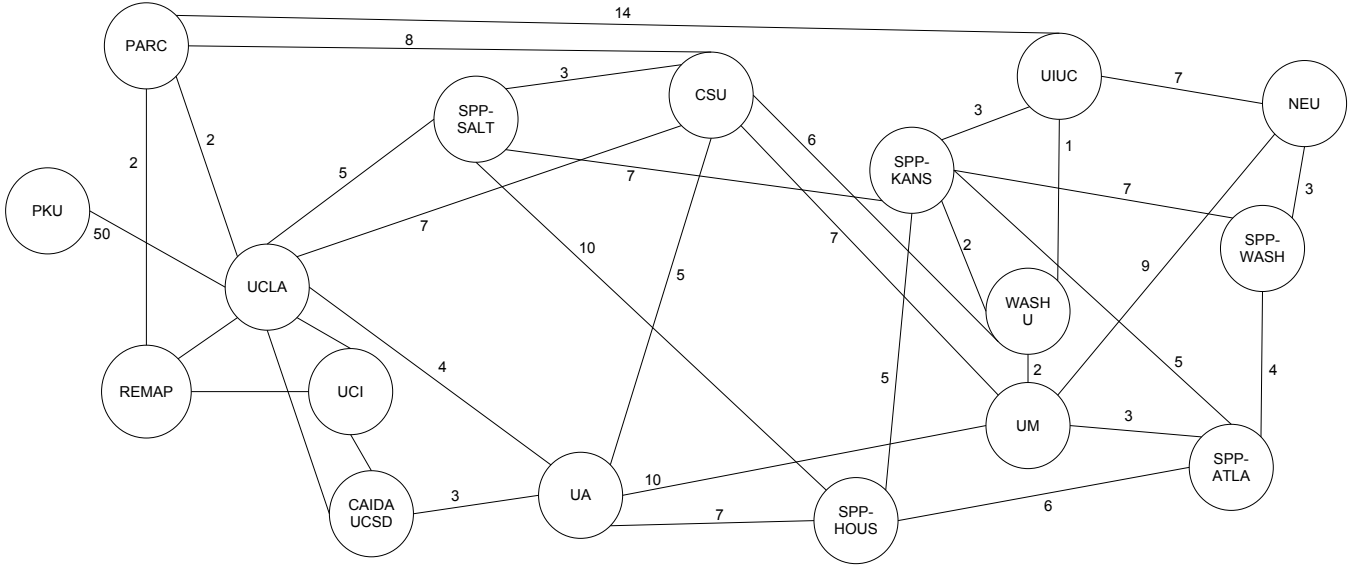 14
PARC
8
UIUC
7
3
CSU
NEU
SPP-
SALT
3
2
6
1
SPP-
KANS
2
5
7
7
3
PKU
50
7
7
2
SPP-
WASH
10
9
5
UCLA
WASH
U
4
5
5
2
4
REMAP
UCI
3
UM
SPP-
ATLA
10
3
UA
CAIDA
UCSD
7
SPP-
HOUS
6